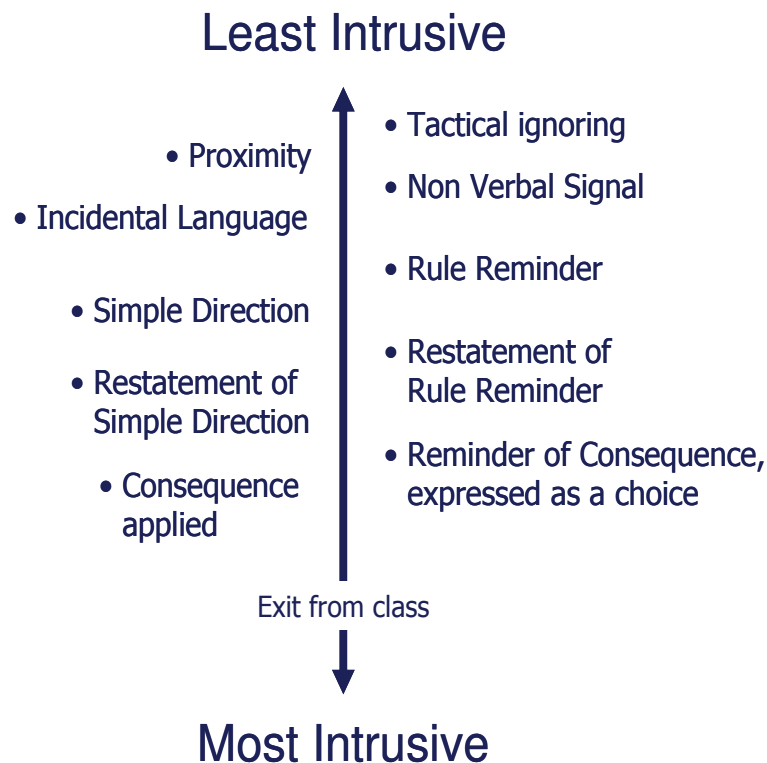 Least Intrusive
• Tactical ignoring
• Proximity
• Non Verbal Signal
• Incidental Language
• Rule Reminder
• Simple Direction
• Restatement of
Rule Reminder
• Restatement of
Simple Direction
• Reminder of Consequence,
expressed as a choice
• Consequence
applied
Exit from class
Most Intrusive